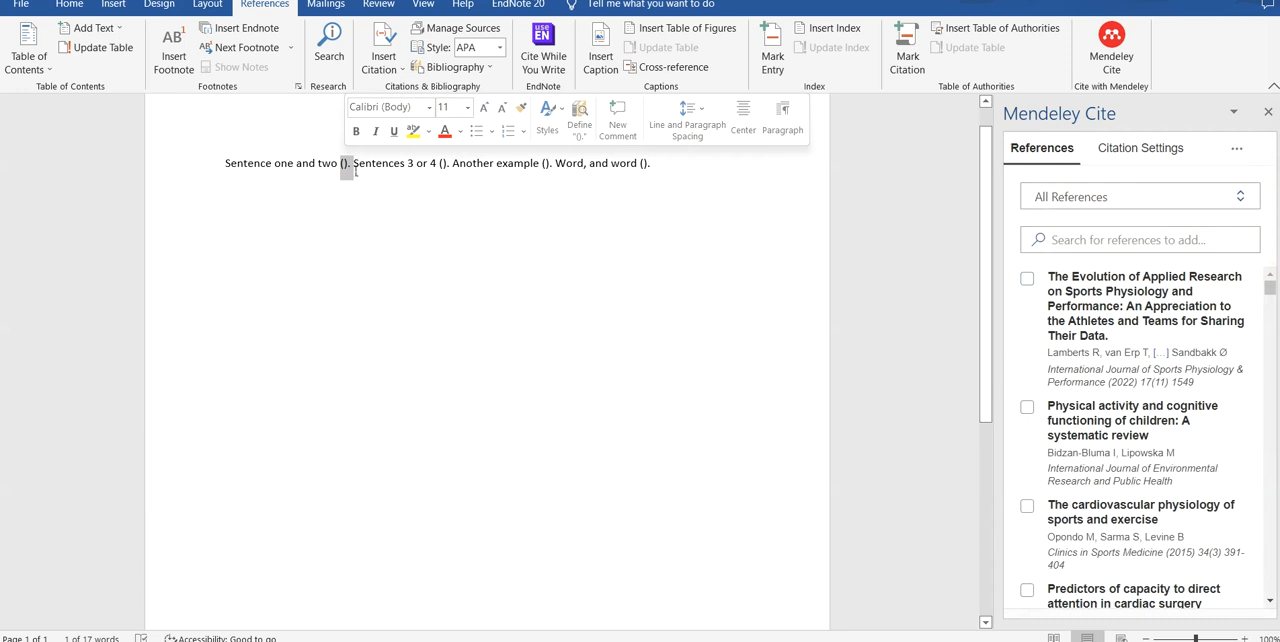 File Home Insert Design Layout References Mailings Review View Help EndNote 20 Tell me what you want to do
Table of Contents
Add Text
Update Table
Table of Contents
AB1
Insert Footnote
Insert Endnote
Next Footnote
Show Notes
Footnotes
Search
Research
Insert Citation
Manage Sources
Style: APA
Bibliography
Citations & Bibliography
use EN
Cite While You Write
EndNote
Insert Caption
Insert Table of Figures
Update Table
Cross-reference
Captions
Mark Entry
Insert Index
Update Index
Index
Mark Citation
Insert Table of Authorities
Update Table
Table of Authorities
Mendeley Cite
Cite with Mendeley
Calibri (Body) 11
B I U
Styles
Define "()."
New Comment
Line and Paragraph Spacing
Center
Paragraph
Sentence one and two (). Sentences 3 or 4 (). Another example (). Word, and word ().
Mendeley Cite
References Citation Settings
All References
Search for references to add...
The Evolution of Applied Research
on Sports Physiology and
Performance: An Appreciation to
the Athletes and Teams for Sharing
Their Data.
Lamberts R, van Erp T, [...] Sandbakk Ø
International Journal of Sports Physiology &
Performance (2022) 17(11) 1549
Physical activity and cognitive
functioning of children: A
systematic review
Bidzan-Bluma I, Lipowska M
International Journal of Environmental
Research and Public Health
The cardiovascular physiology of
sports and exercise
Opondo M, Sarma S, Levine B
Clinics in Sports Medicine (2015) 34(3) 391-
404
Predictors of capacity to direct
attention in cardiac surgery
Page 1 of 1 1 of 17 words Accessibility: Good to go 100%